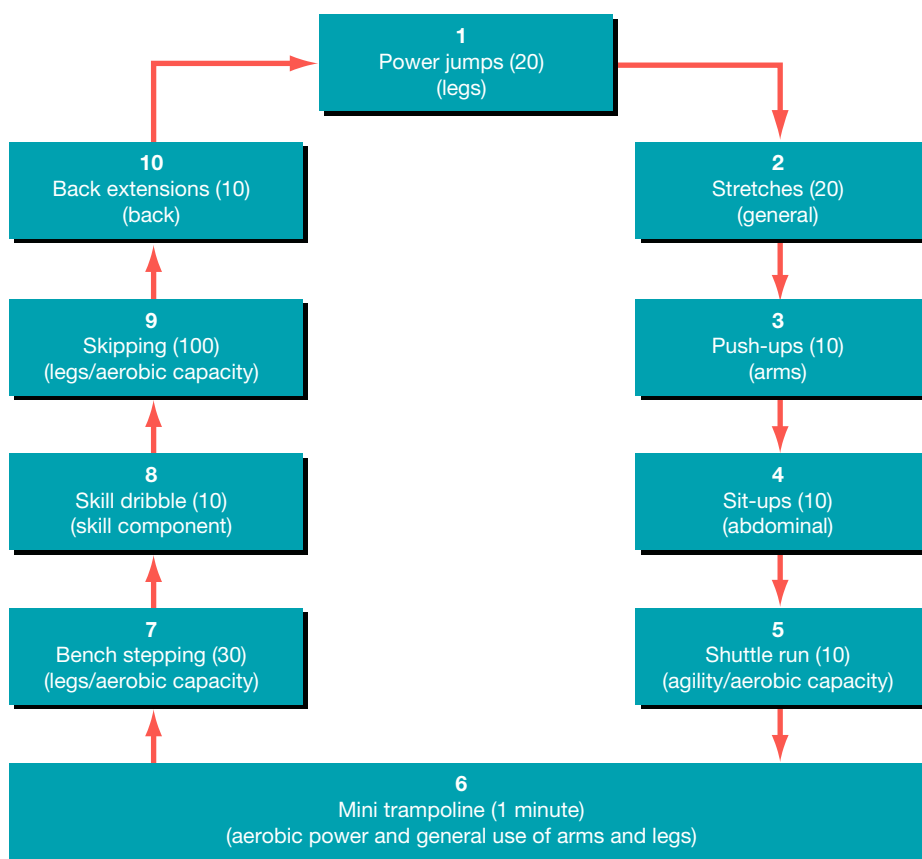 1
Power jumps (20)
(legs)
2
Stretches (20)
(general)
3
Push-ups (10)
(arms)
4
Sit-ups (10)
(abdominal)
5
Shuttle run (10)
(agility/aerobic capacity)
6
Mini trampoline (1 minute)
(aerobic power and general use of arms and legs)
7
Bench stepping (30)
(legs/aerobic capacity)
8
Skill dribble (10)
(skill component)
9
Skipping (100)
(legs/aerobic capacity)
10
Back extensions (10)
(back)